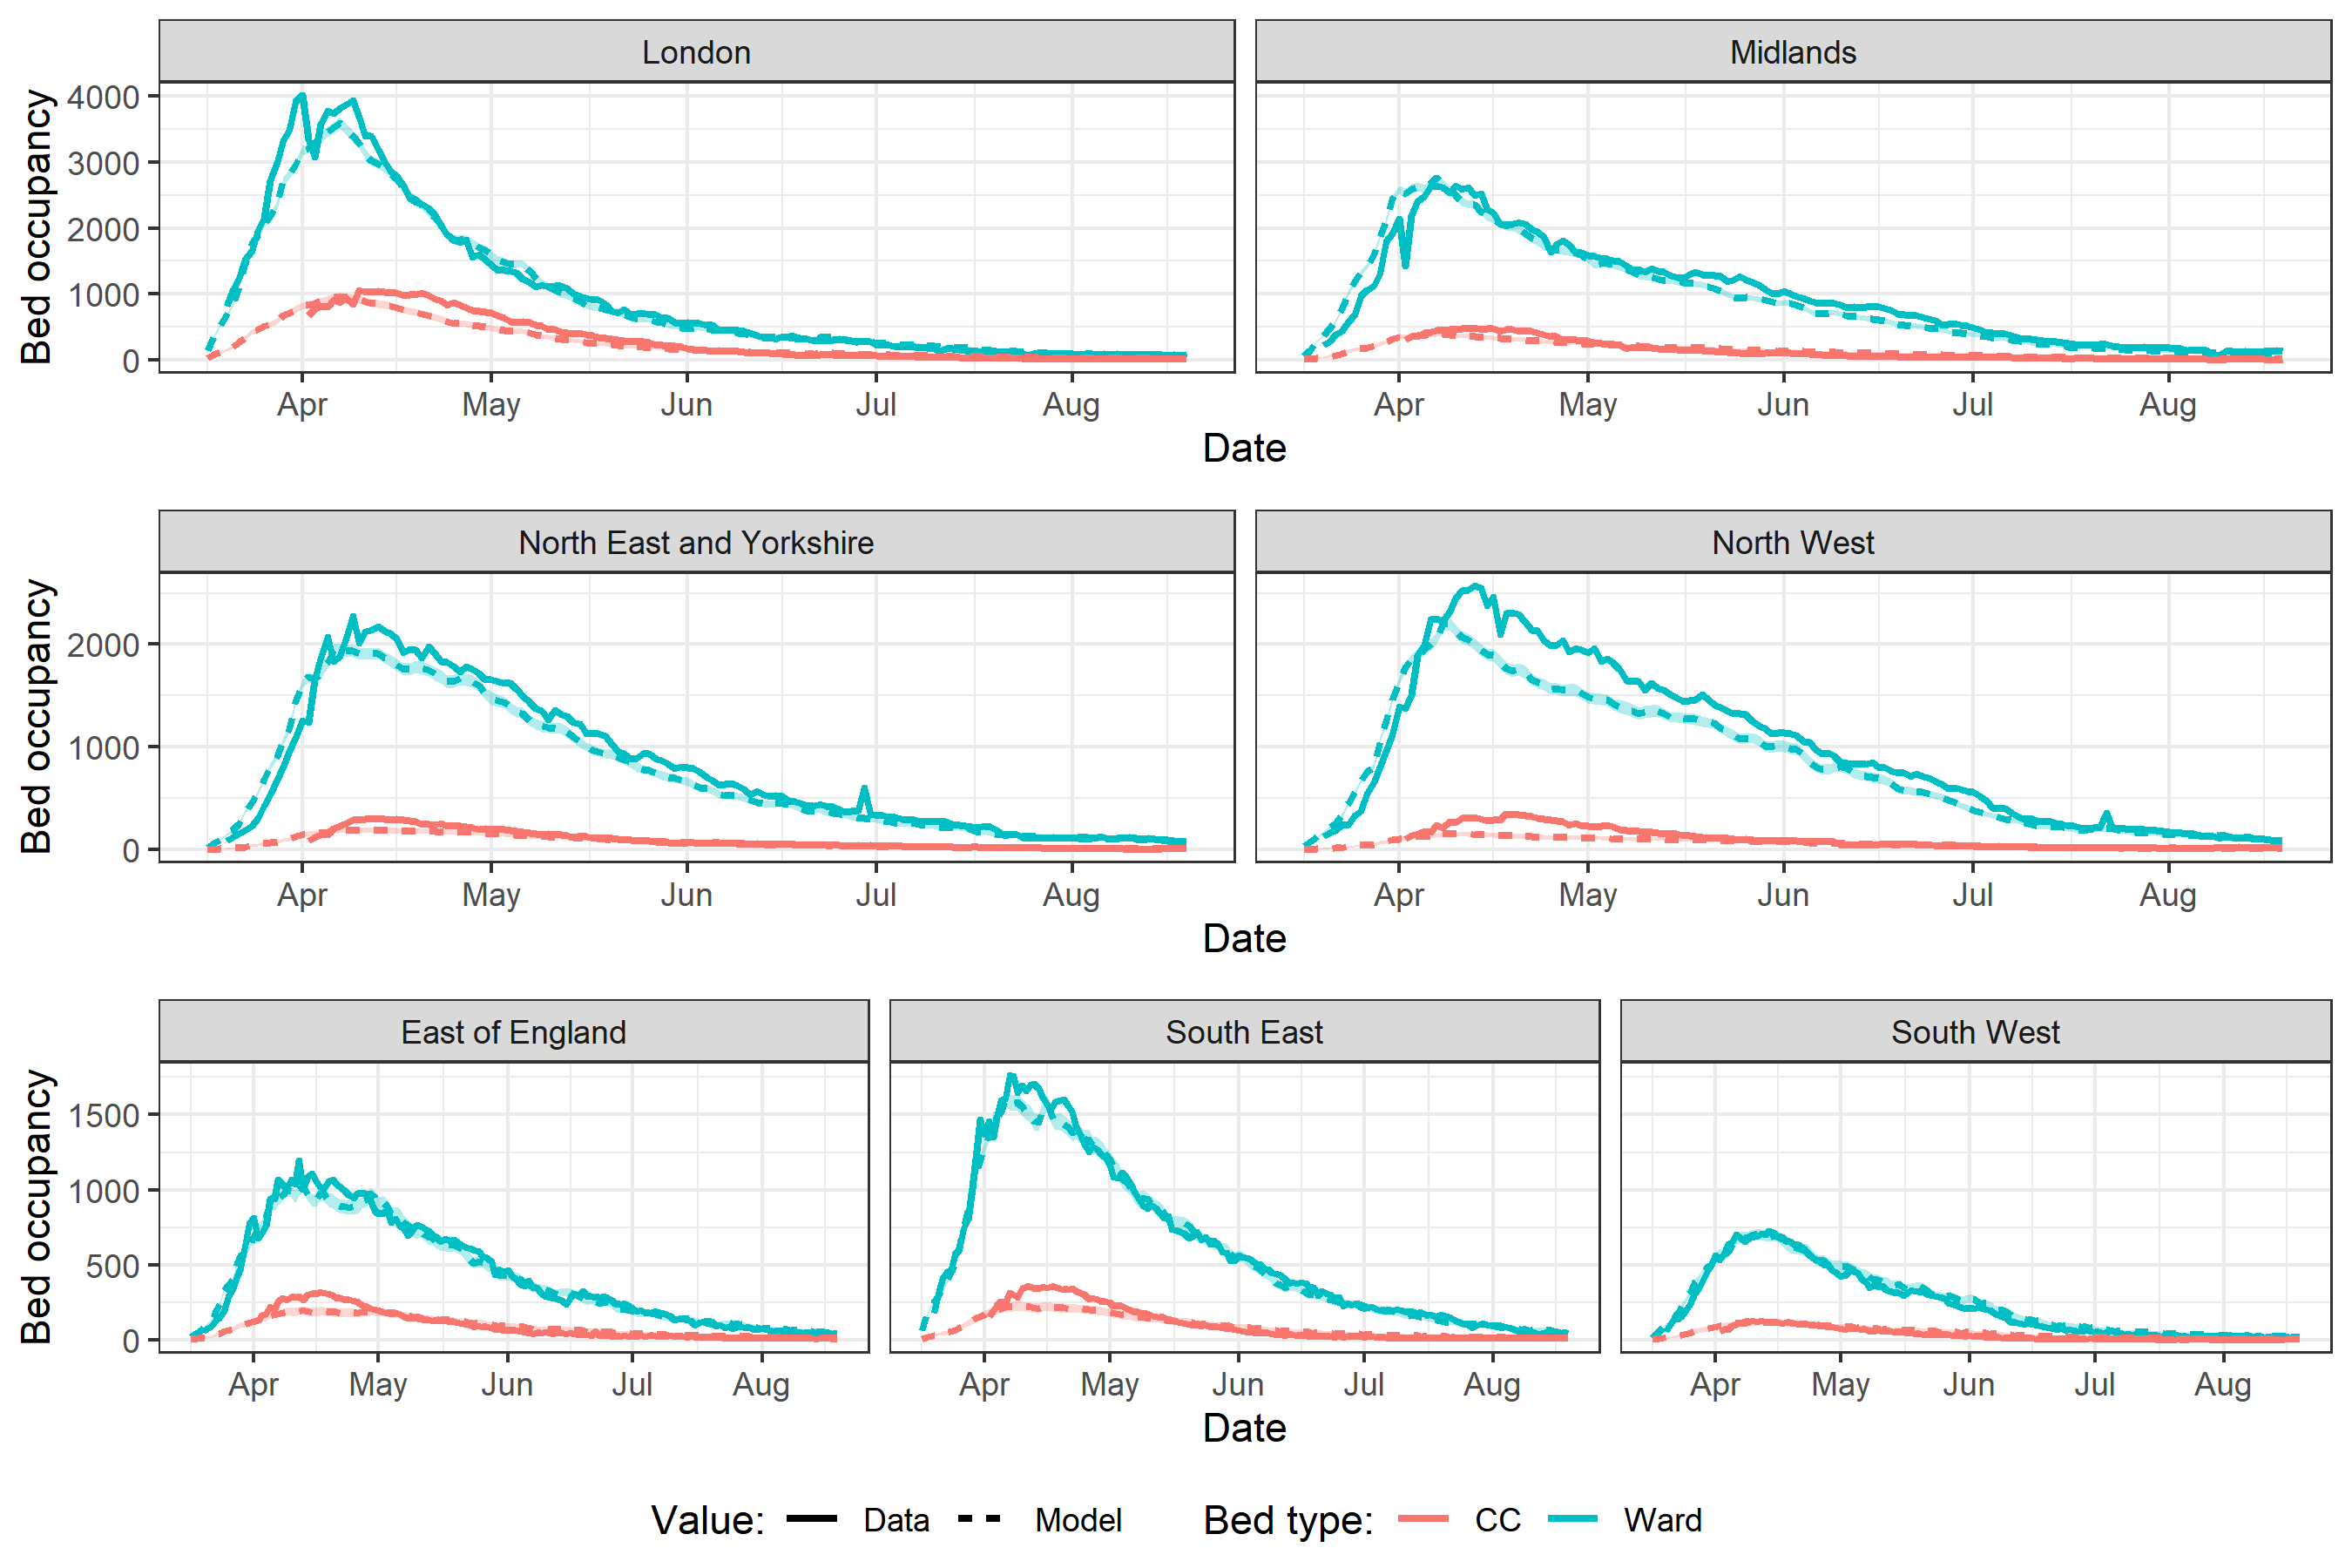 London Midlands
Bed occupancy
4000
3000
2000
1000
0
Apr May Jun Jul Aug Apr May Jun Jul Aug
Date
North East and Yorkshire North West
Bed occupancy
2000
1000
0
Apr May Jun Jul Aug Apr May Jun Jul Aug
Date
East of England South East South West
Bed occupancy
1500
1000
500
0
Apr May Jun Jul Aug Apr May Jun Jul Aug Apr May Jun Jul Aug
Date
Value: Data Model Bed type: CC Ward